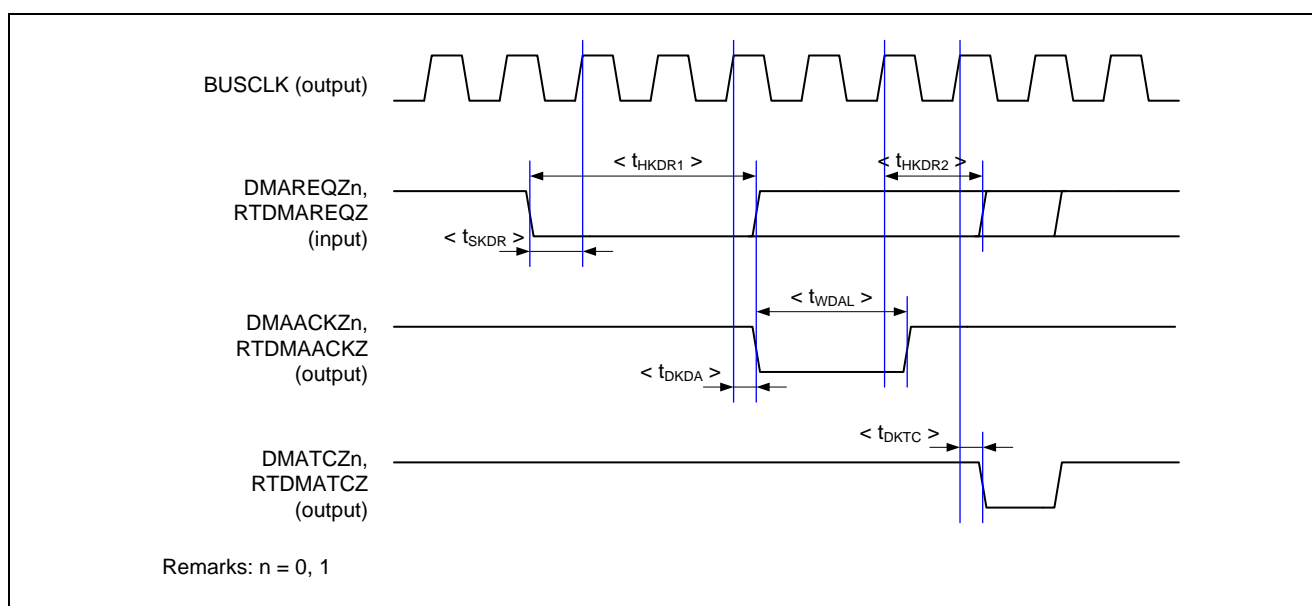 BUSCLK (output)
< tHKDR1 >
< tHKDR2 >
DMAREQZn,
RTDMAREQZ
(input)
< tSKDR >
< tWDAL >
DMAACKZn,
RTDMAACKZ
(output)
< tDKDA >
< tDKTC >
DMATCZn,
RTDMATCZ
(output)
Remarks: n = 0, 1